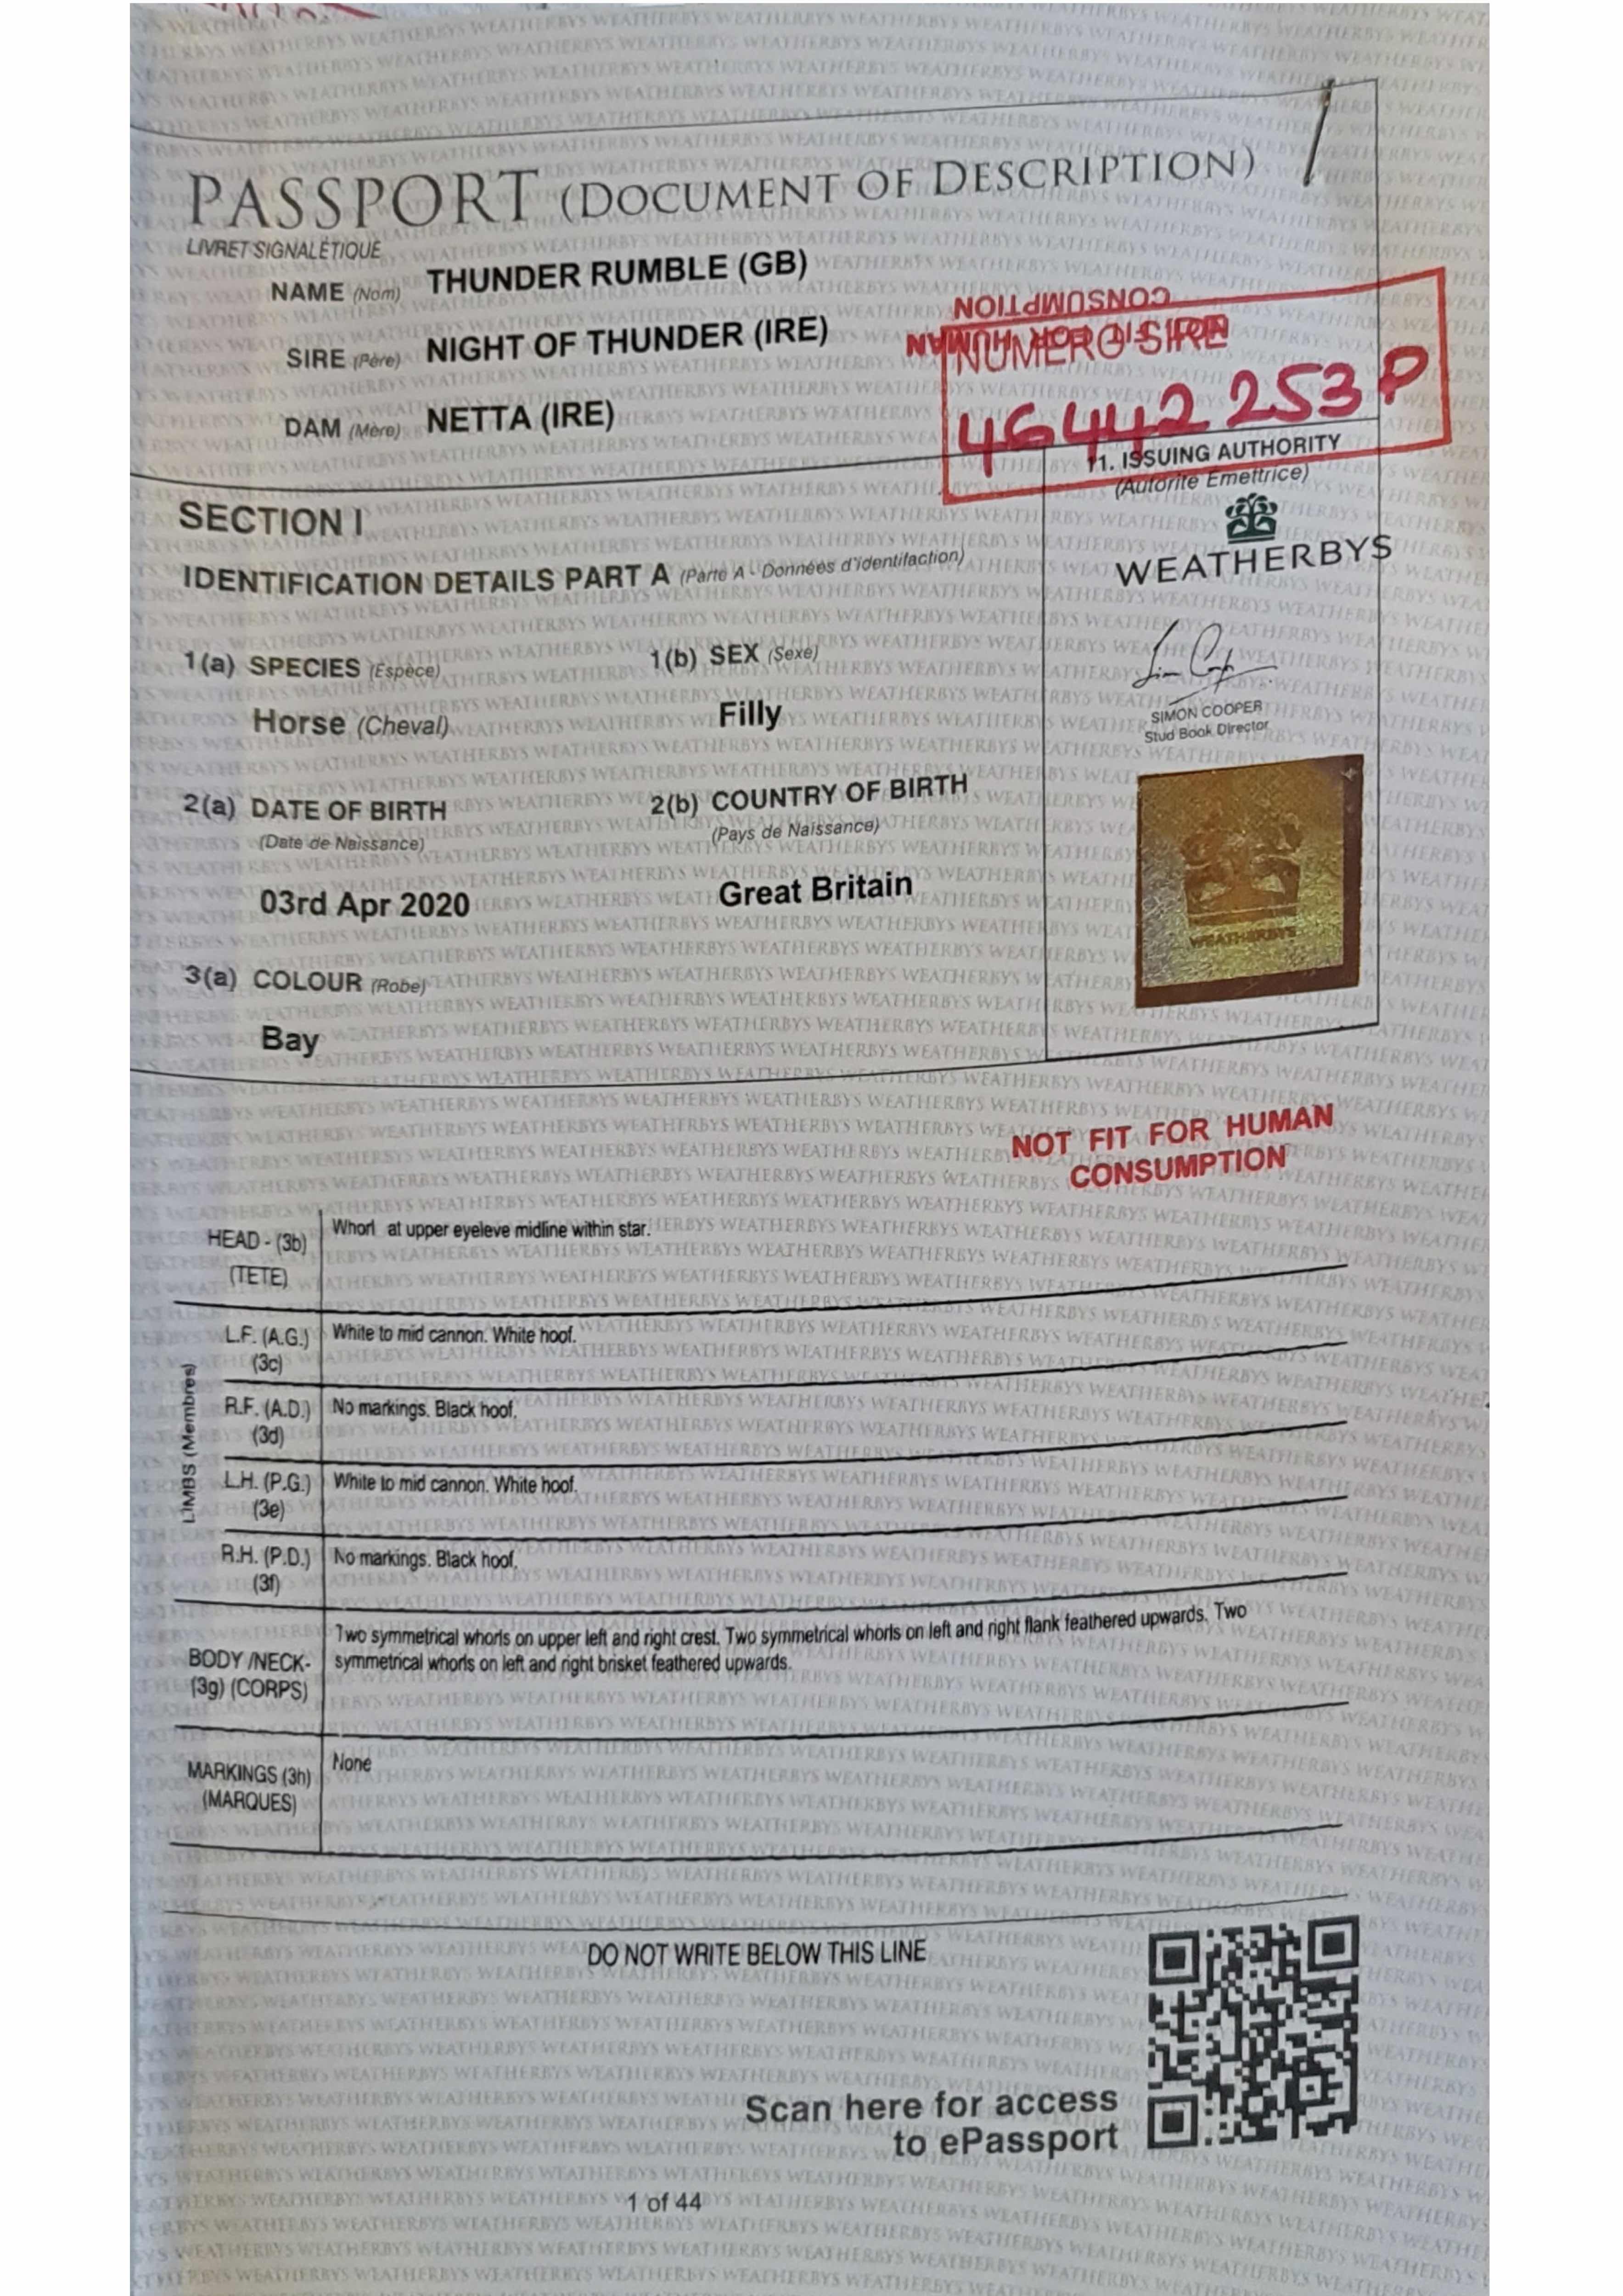 PASSPORT (DOCUMENT OF DESCRIPTION)
LIVRET SIGNALÉTIQUE
NAME (Nom) THUNDER RUMBLE (GB)
SIRE (Père) NIGHT OF THUNDER (IRE)
DAM (Mère) NETTA (IRE)
NOT FIT FOR HUMAN
CONSUMPTION
NUMERO SIRE
46442253P
SECTION I
IDENTIFICATION DETAILS PART A (Partie A - Données d'identifaction)
11. ISSUING AUTHORITY
(Autorité Emettrice)
WEATHERBYS
SIMON COOPER
Stud Book Director
WEATHERBYS
1(a) SPECIES (Espèce)
Horse (Cheval)
1(b) SEX (Sexe)
Filly
2(a) DATE OF BIRTH
(Date de Naissance)
03rd Apr 2020
2(b) COUNTRY OF BIRTH
(Pays de Naissance)
Great Britain
3(a) COLOUR (Robe)
Bay
NOT FIT FOR HUMAN
CONSUMPTION
HEAD - (3b)
(TETE)
Whorl at upper eyeleve midline within star.
LIMBS (Membres)
L.F. (A.G.)
(3c)
White to mid cannon. White hoof.
R.F. (A.D.)
(3d)
No markings. Black hoof.
L.H. (P.G.)
(3e)
White to mid cannon. White hoof.
R.H. (P.D.)
(3f)
No markings. Black hoof.
BODY /NECK-
(3g) (CORPS)
Two symmetrical whorls on upper left and right crest. Two symmetrical whorls on left and right flank feathered upwards. Two
symmetrical whorls on left and right brisket feathered upwards.
MARKINGS (3h)
(MARQUES)
None
DO NOT WRITE BELOW THIS LINE
Scan here for access
to ePassport
1 of 44